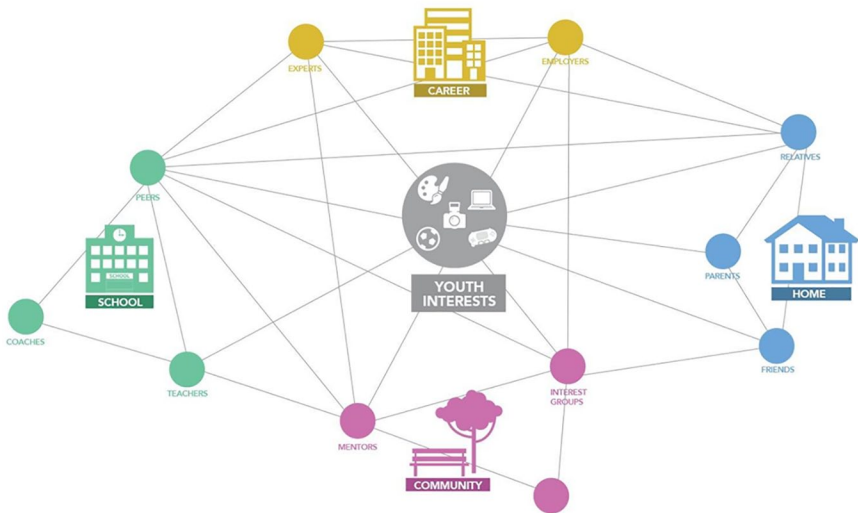 EXPERTS
EMPLOYERS
CAREER
PEERS
RELATIVES
SCHOOL
SCHOOL
YOUTH
INTERESTS
PARENTS
HOME
COACHES
TEACHERS
FRIENDS
INTEREST
GROUPS
MENTORS
COMMUNITY